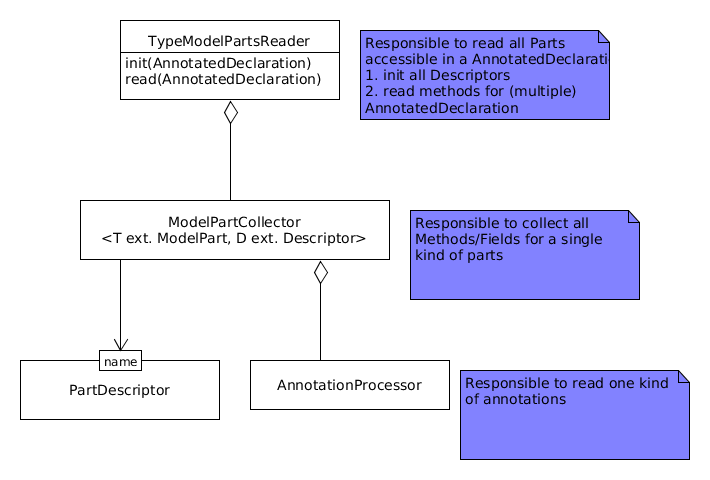 TypeModelPartsReader
init(AnnotatedDeclaration)
read(AnnotatedDeclaration)
Responsible to read all Parts
accessible in a AnnotatedDeclarati
1. init all Descriptors
2. read methods for (multiple)
AnnotatedDeclaration
ModelPartCollector
<T ext. ModelPart, D ext. Descriptor>
Responsible to collect all
Methods/Fields for a single
kind of parts
name
PartDescriptor
AnnotationProcessor
Responsible to read one kind
of annotations